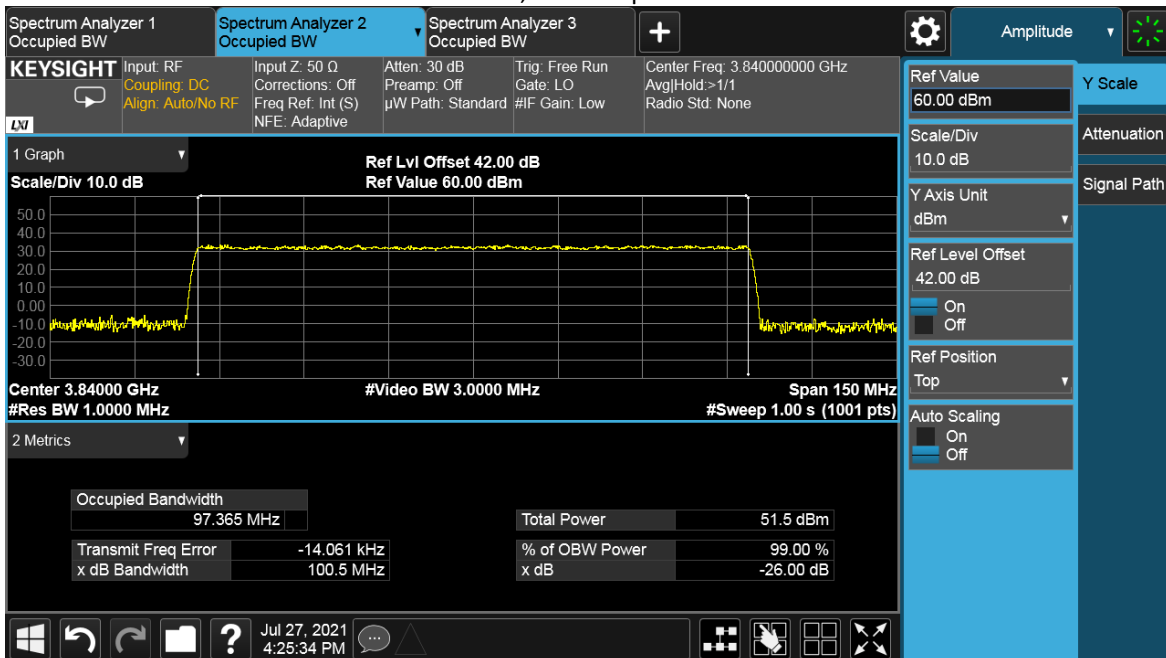 Spectrum Analyzer 1
Occupied BW
Spectrum Analyzer 2
Occupied BW
Spectrum Analyzer 3
Occupied BW
Amplitude
KEYSIGHT
LXI
Input: RF
Coupling: DC
Align: Auto/No RF
Input Z: 50 Ω
Corrections: Off
Freq Ref: Int (S)
NFE: Adaptive
Atten: 30 dB
Preamp: Off
µW Path: Standard
Trig: Free Run
Gate: LO
#IF Gain: Low
Center Freq: 3.840000000 GHz
Avg|Hold:>1/1
Radio Std: None
1 Graph
Scale/Div 10.0 dB
Ref Lvl Offset 42.00 dB
Ref Value 60.00 dBm
50.0
40.0
30.0
20.0
10.0
0.00
-10.0
-20.0
-30.0
Center 3.84000 GHz
#Res BW 1.0000 MHz
#Video BW 3.0000 MHz
Span 150 MHz
#Sweep 1.00 s (1001 pts)
2 Metrics
Occupied Bandwidth
97.365 MHz
Total Power 51.5 dBm
Transmit Freq Error -14.061 kHz
% of OBW Power 99.00 %
x dB Bandwidth 100.5 MHz
x dB -26.00 dB
Ref Value
60.00 dBm
Scale/Div
10.0 dB
Y Axis Unit
dBm
Ref Level Offset
42.00 dB
On
Off
Ref Position
Top
Auto Scaling
On
Off
Y Scale
Attenuation
Signal Path
?
Jul 27, 2021
4:25:34 PM